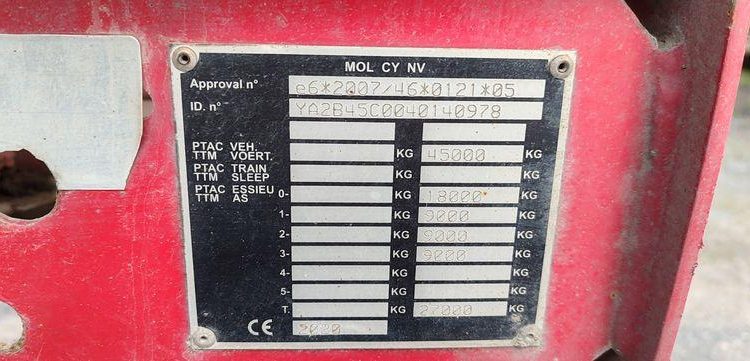 MOL CY NV
Approval n° e6*2007/46*0121*05
ID. n° YA2B45C0040140978
PTAC VEH. KG 45000 KG
TTM VOERT.
PTAC TRAIN KG KG
TTM SLEEP
PTAC ESSIEU 0- KG 18000 KG
TTM AS
1- KG 9000 KG
2- KG 9000 KG
3- KG 9000 KG
4- KG KG
5- KG KG
T. KG 27000 KG
CE 2020